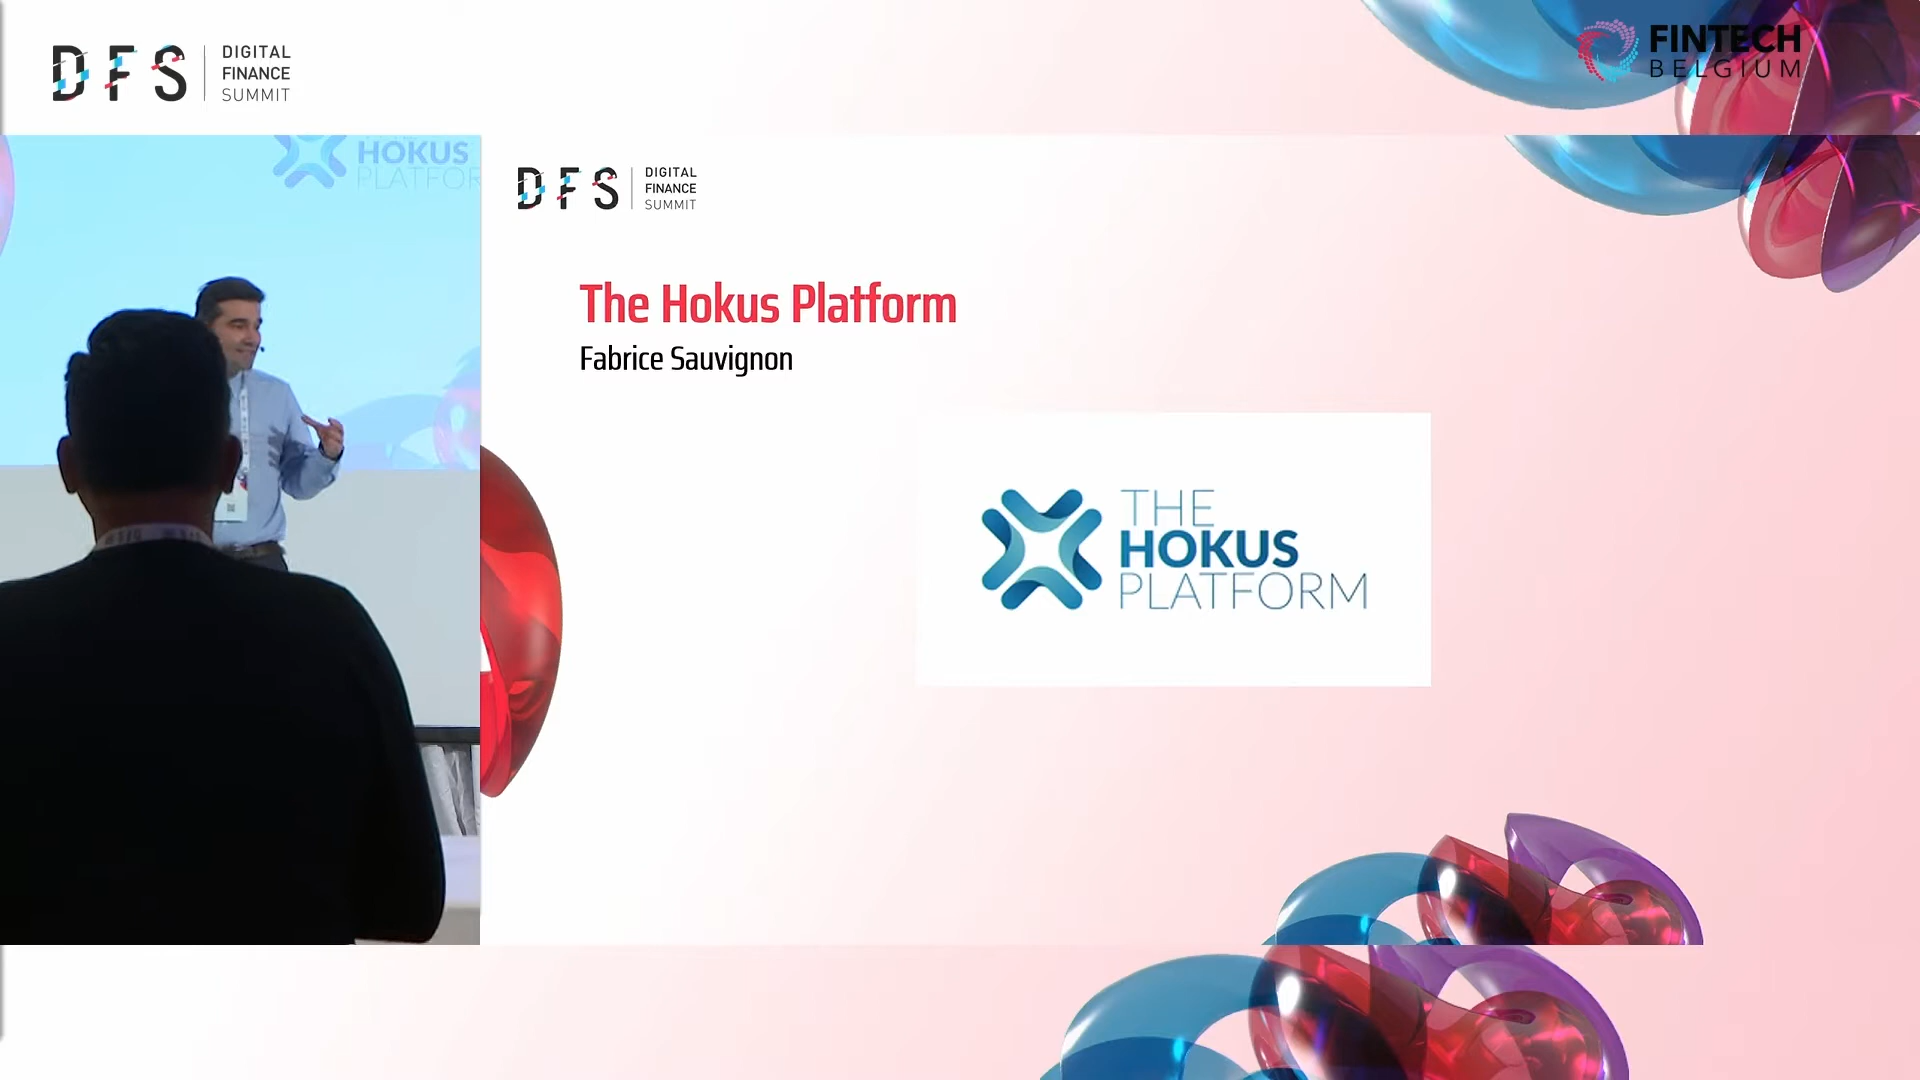 DFS
DIGITAL
FINANCE
SUMMIT
FINTECH
BELGIUM
HOKUS
DFS
DIGITAL
FINANCE
SUMMIT
The Hokus Platform
Fabrice Sauvignon
THE
HOKUS
PLATFORM